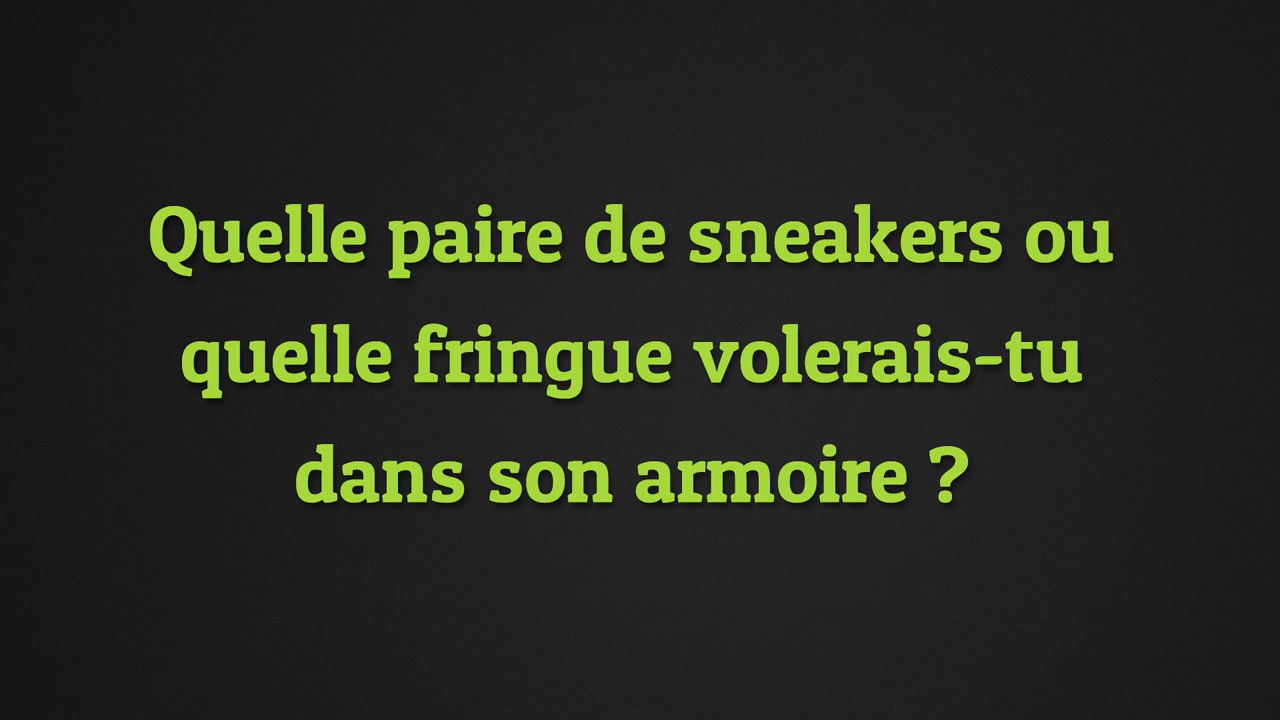 Quelle paire de sneakers ou
quelle fringue volerais-tu
dans son armoire ?